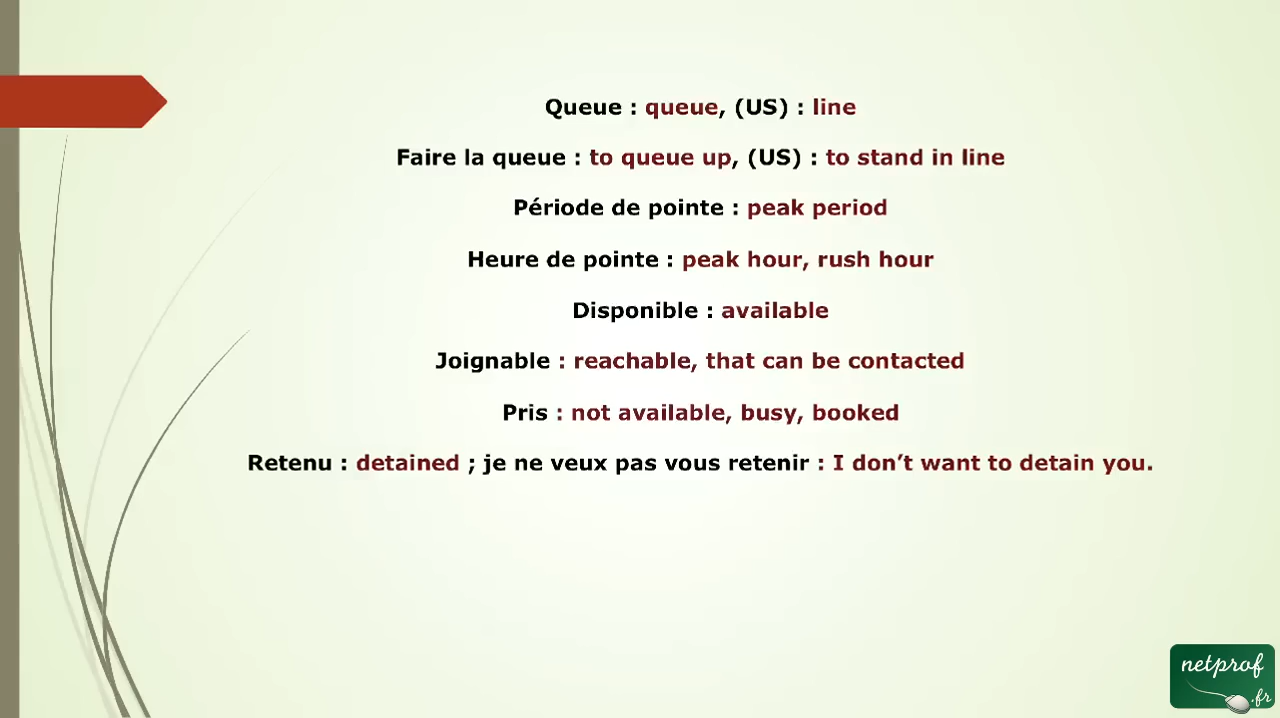 Queue : queue, (US) : line
Faire la queue : to queue up, (US) : to stand in line
Période de pointe : peak period
Heure de pointe : peak hour, rush hour
Disponible : available
Joignable : reachable, that can be contacted
Pris : not available, busy, booked
Retenu : detained ; je ne veux pas vous retenir : I don’t want to detain you.
netprof
.fr